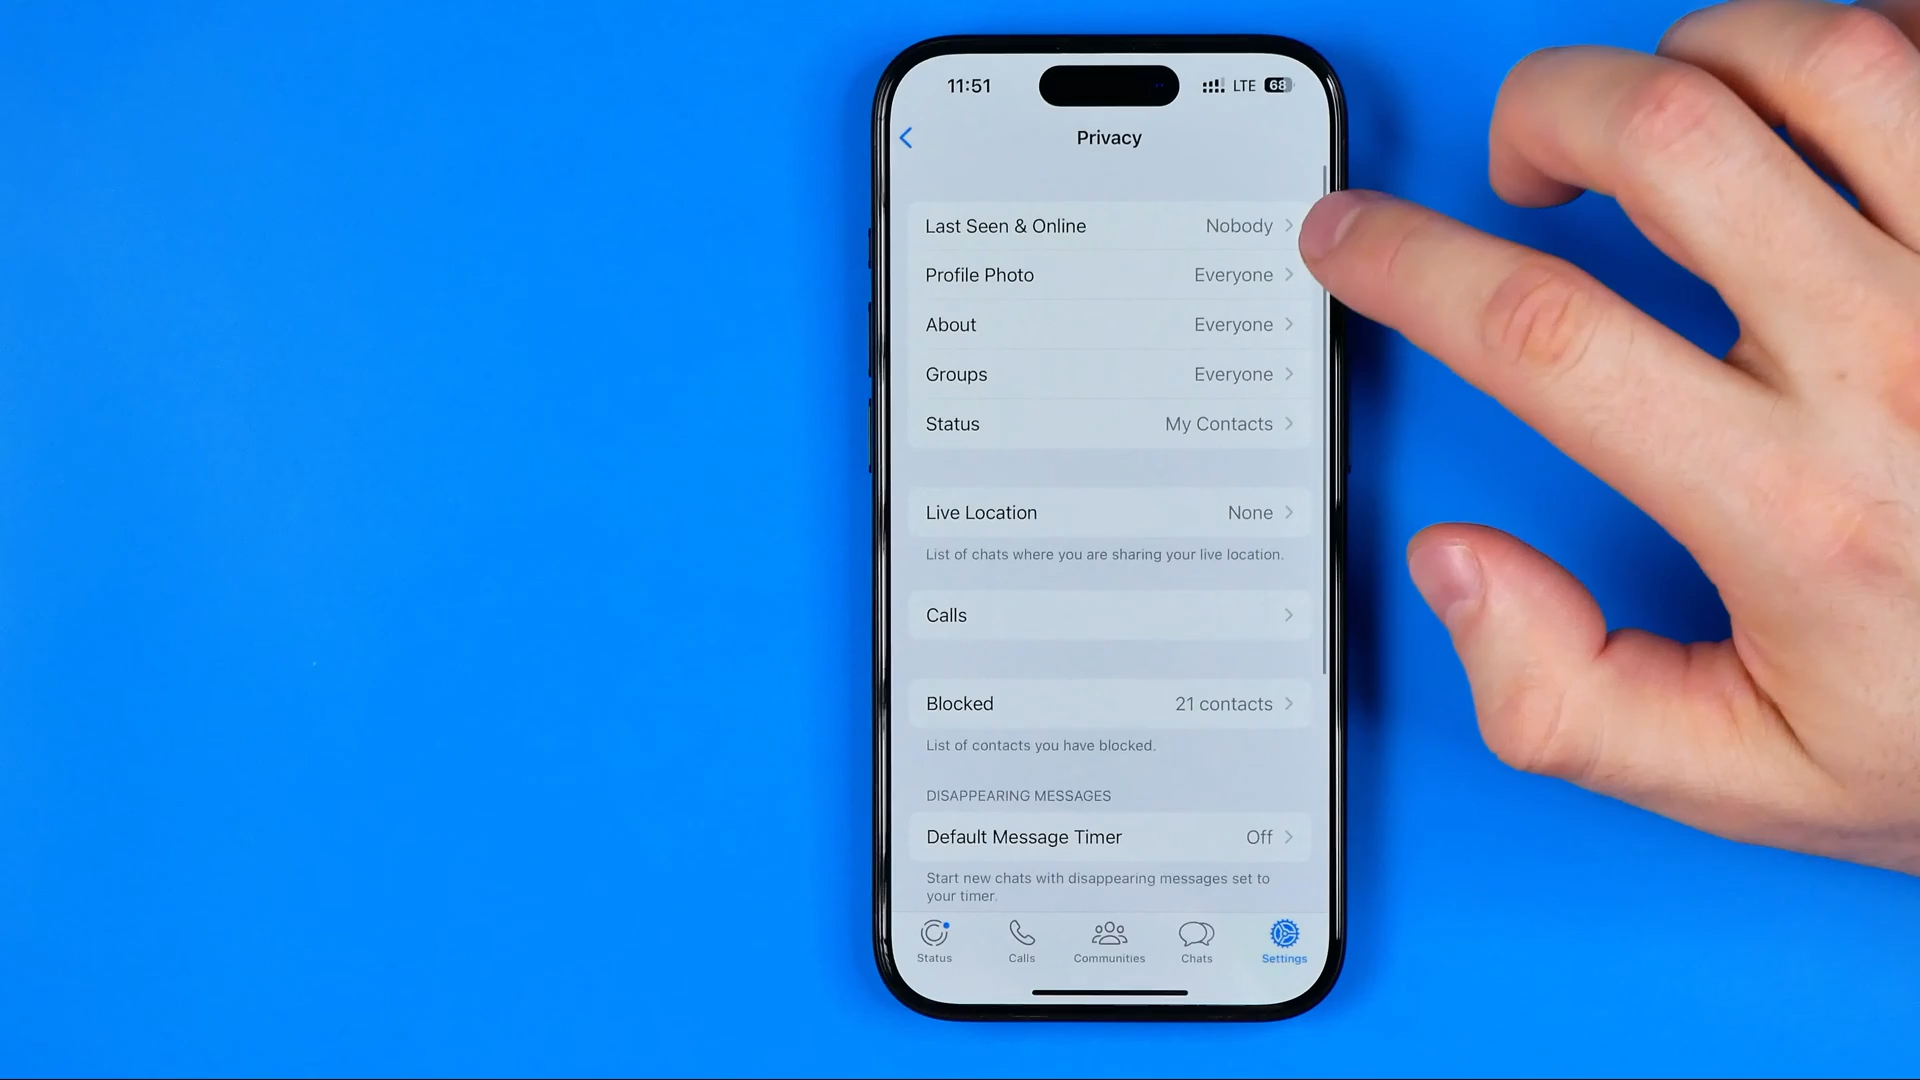 11:51 LTE 68
Privacy
Last Seen & Online Nobody
Profile Photo Everyone
About Everyone
Groups Everyone
Status My Contacts
Live Location None
List of chats where you are sharing your live location.
Calls
Blocked 21 contacts
List of contacts you have blocked.
DISAPPEARING MESSAGES
Default Message Timer Off
Start new chats with disappearing messages set to
your timer.
Status Calls Communities Chats Settings